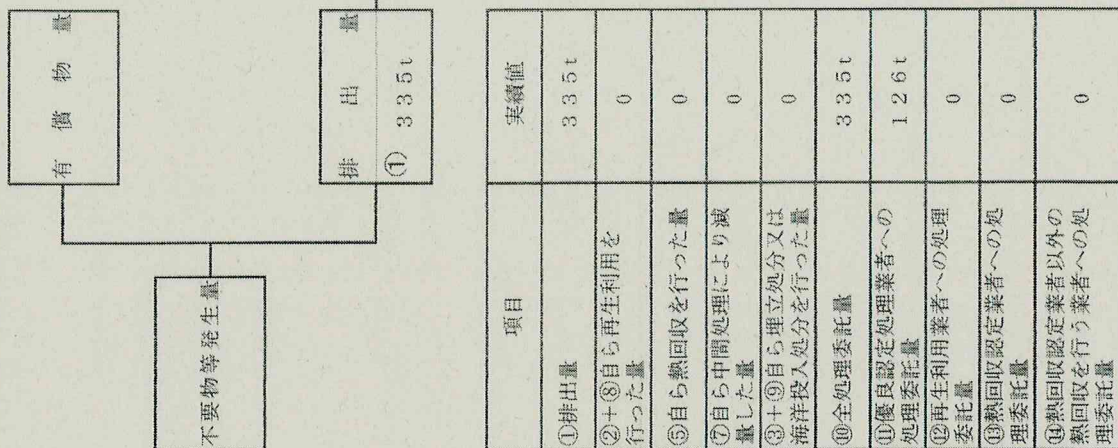 有償物量
不要物等発生量
排出量
① 335t
項目
実績値
①排出量
335t
②+⑧自ら再生利用を
行った量
0
⑤自ら熱回収を行った量
0
⑦自ら中間処理により減
量した量
0
③+⑨自ら埋立処分又は
海洋投入処分を行った量
0
⑩全処理委託量
335t
⑪優良認定処理業者への
処理委託量
126t
⑫再生利用業者への処理
委託量
0
⑬熱回収認定業者への処
理委託量
0
⑭熱回収認定業者以外の
熱回収を行う業者への処
理委託量
0